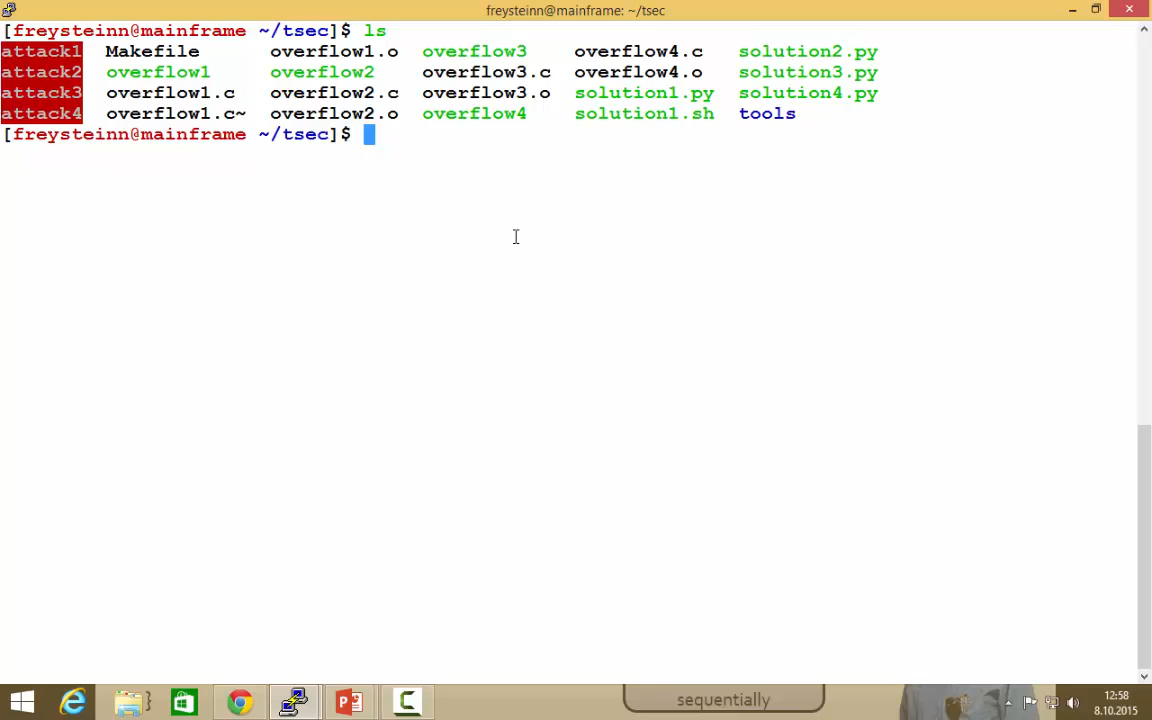 freysteinn@mainframe: ~/tsec
[freysteinn@mainframe ~/tsec]$ ls
attack1 Makefile overflow1.o overflow3 overflow4.c solution2.py
attack2 overflow1 overflow2 overflow3.c overflow4.o solution3.py
attack3 overflow1.c overflow2.c overflow3.o solution1.py solution4.py
attack4 overflow1.c~ overflow2.o overflow4 solution1.sh tools
[freysteinn@mainframe ~/tsec]$
sequentially
12:58
8.10.2015